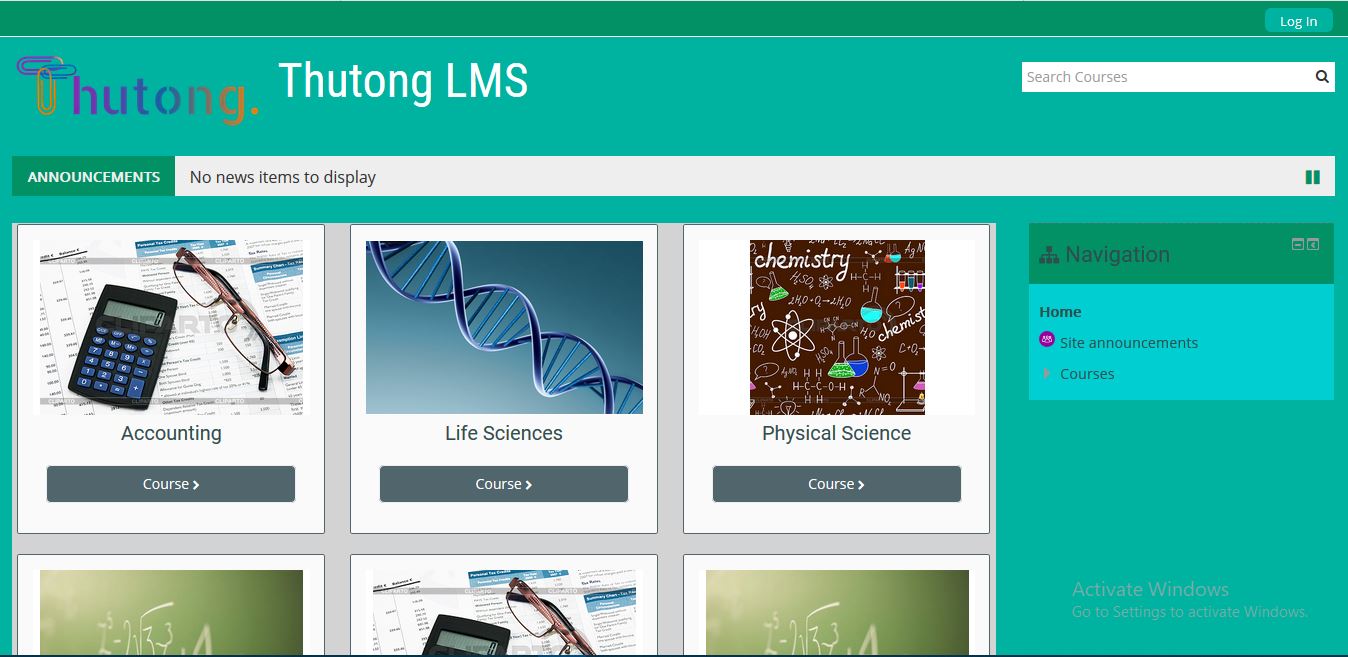 Log In
Thutong.
Thutong LMS
Search Courses
ANNOUNCEMENTS
No news items to display
Navigation
Home
Site announcements
Courses
Accounting
Life Sciences
chemistry
Physical Science
Course
Course
Course
Activate Windows
Go to Settings to activate Windows.